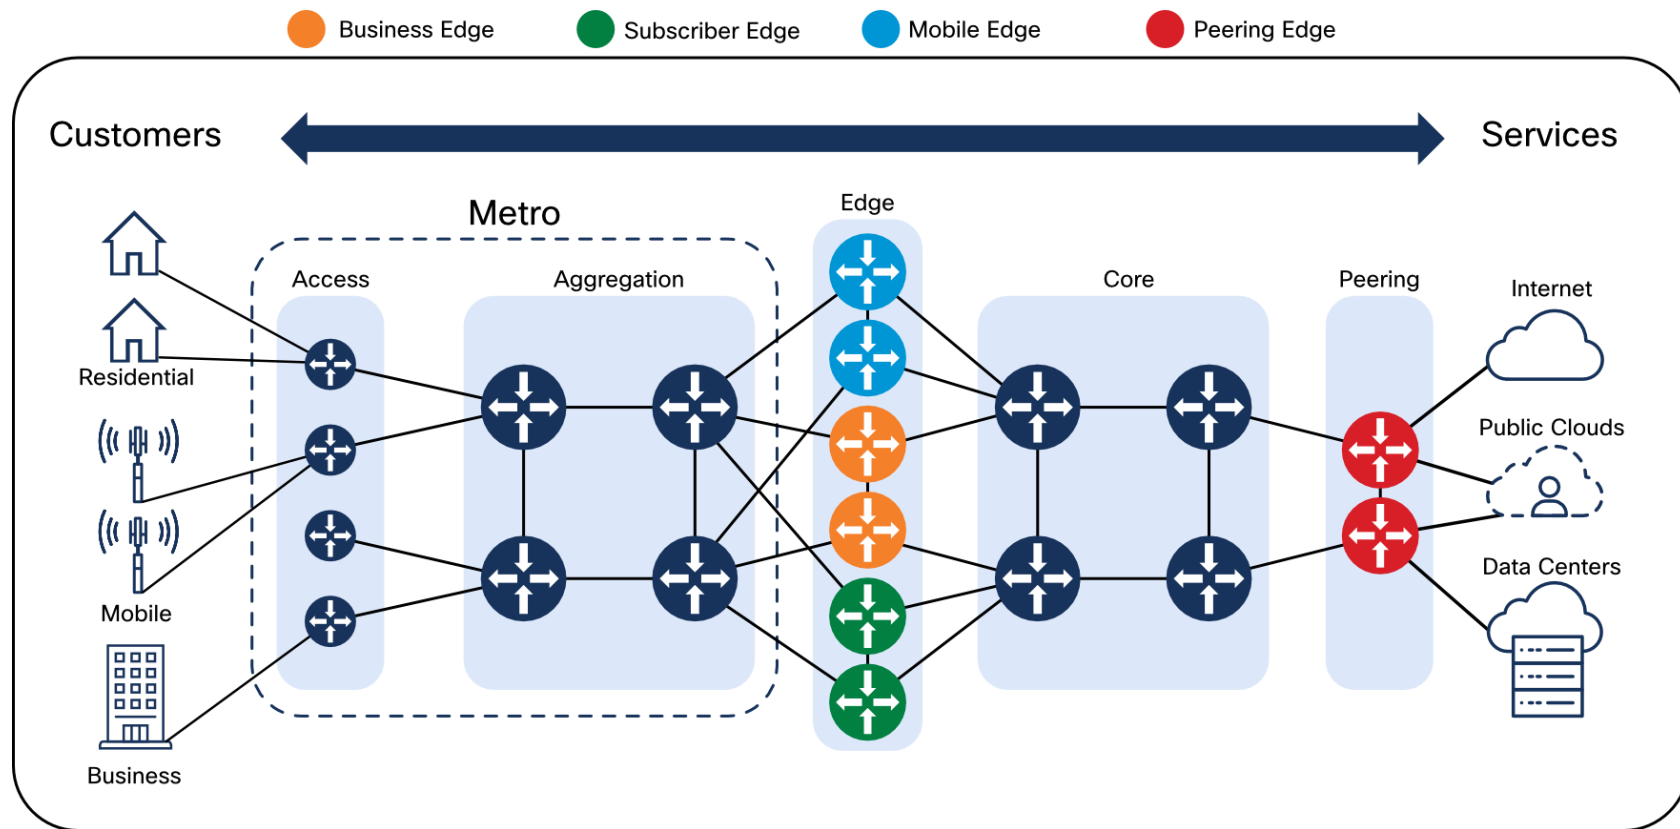 Business Edge
Subscriber Edge
Mobile Edge
Peering Edge
Customers
Services
Metro
Edge
Access
Aggregation
Core
Peering
Internet
Residential
Public Clouds
Mobile
Data Centers
Business